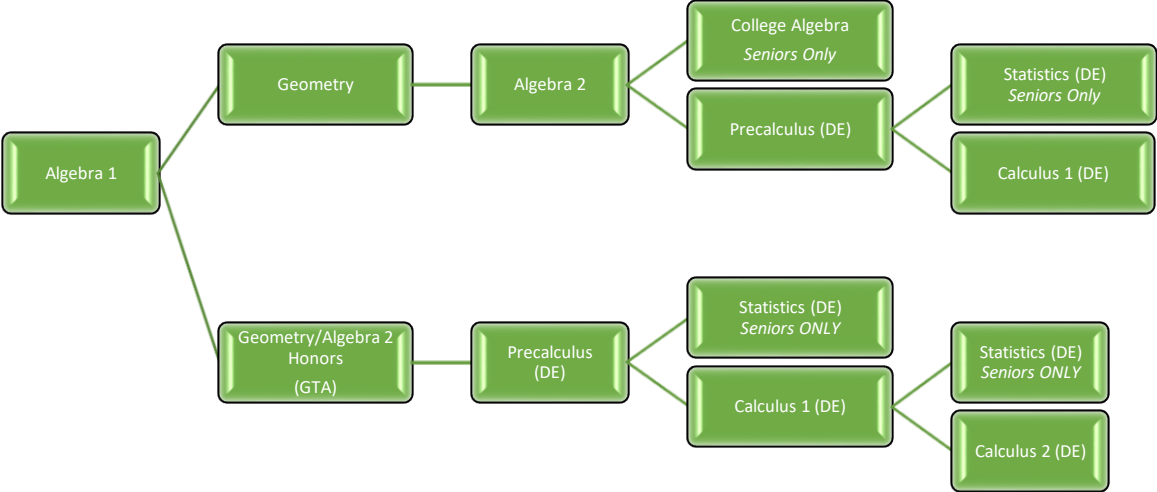 College Algebra
Seniors Only
Geometry
Algebra 2
Statistics (DE)
Seniors Only
Precalculus (DE)
Algebra 1
Calculus 1 (DE)
Statistics (DE)
Seniors ONLY
Geometry/Algebra 2
Honors
(GTA)
Precalculus
(DE)
Statistics (DE)
Seniors ONLY
Calculus 1 (DE)
Calculus 2 (DE)